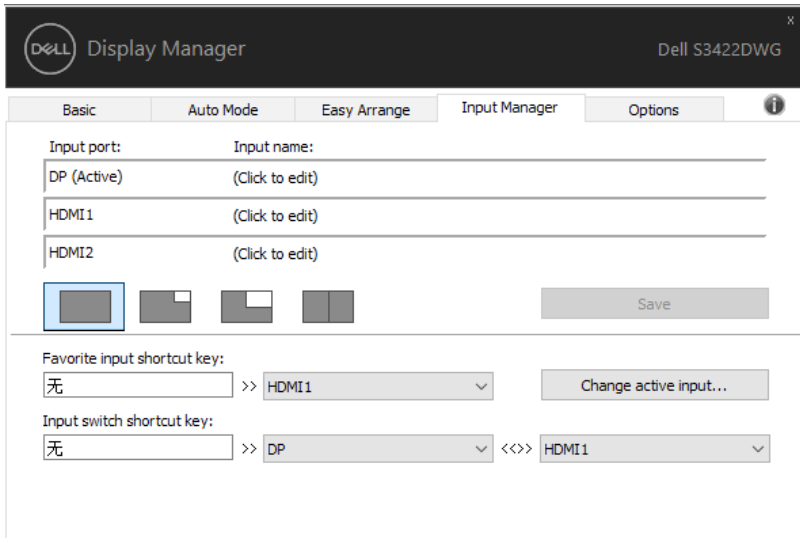 x
DELL Display Manager Dell S3422DWG
Basic Auto Mode Easy Arrange Input Manager Options i
Input port: Input name:
DP (Active) (Click to edit)
HDMI1 (Click to edit)
HDMI2 (Click to edit)
Save
Favorite input shortcut key:
无 >> HDMI1 Change active input...
Input switch shortcut key:
无 >> DP <<>> HDMI1